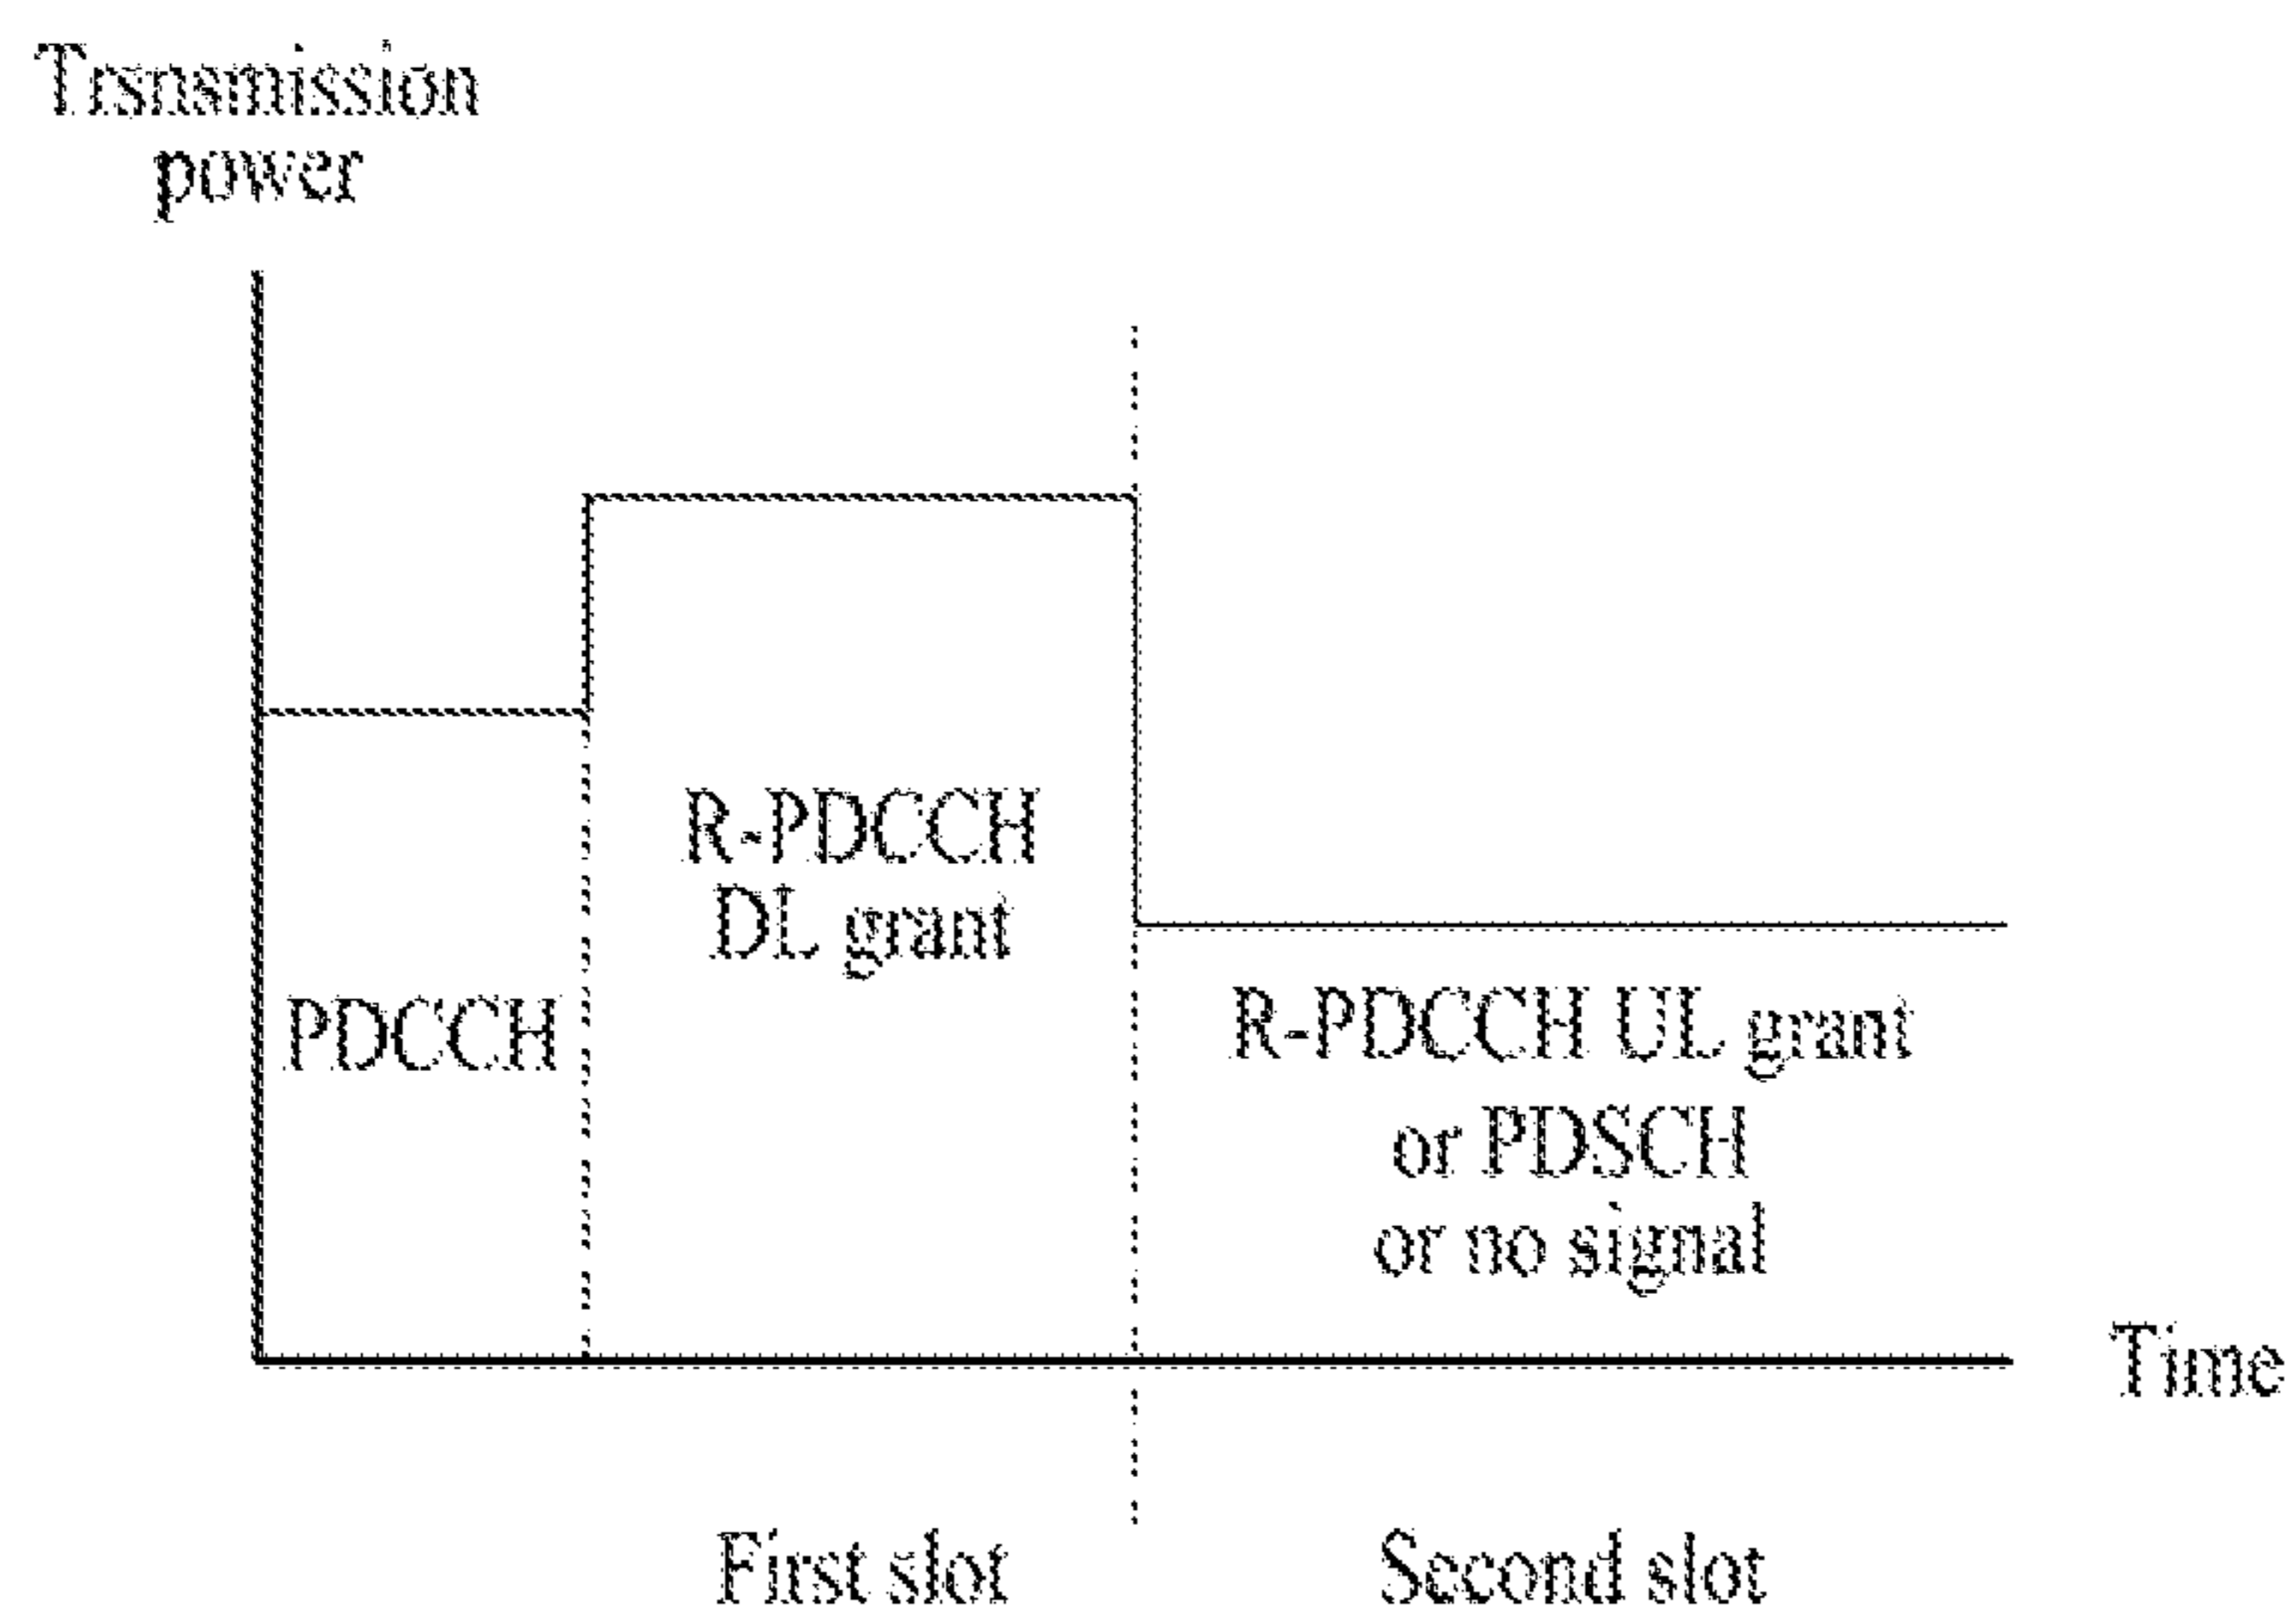 Trsnsmission
power
R-PDCCH
DL grant
PDCCH
R-PDCCH UL grant
or PDSCH
or no signal
Time
First slot
Second slot